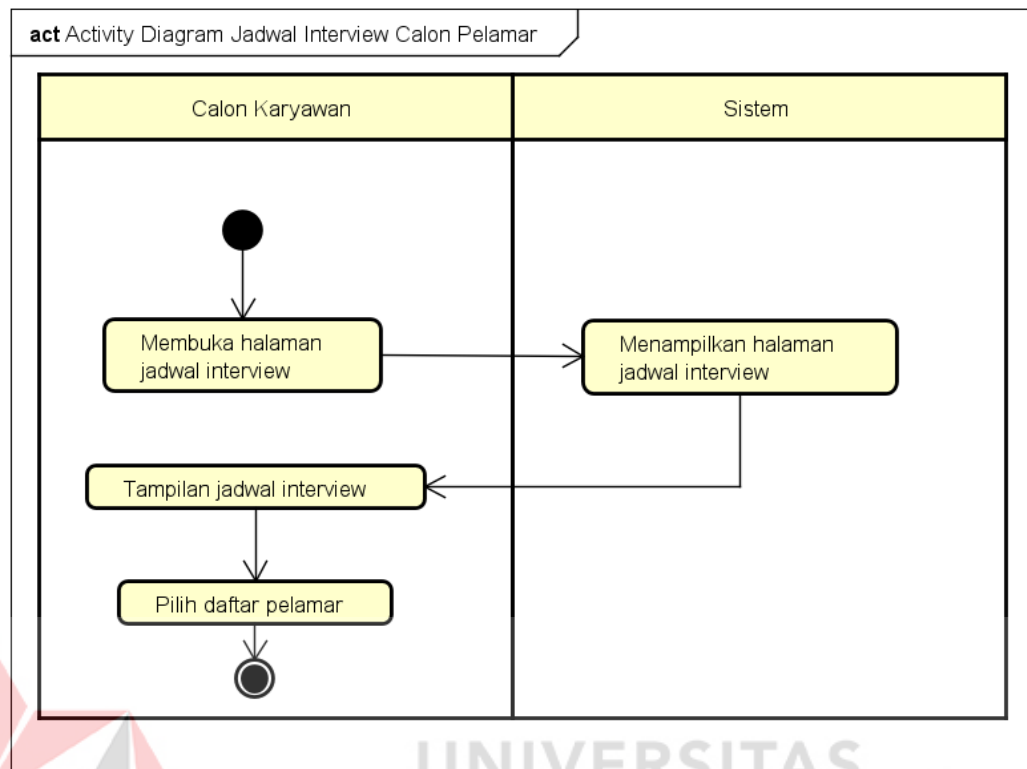 act Activity Diagram Jadwal Interview Calon Pelamar
Calon Karyawan
Sistem
Membuka halaman
jadwal interview
Menampilkan halaman
jadwal interview
Tampilan jadwal interview
Pilih daftar pelamar
UNIVERSITAS